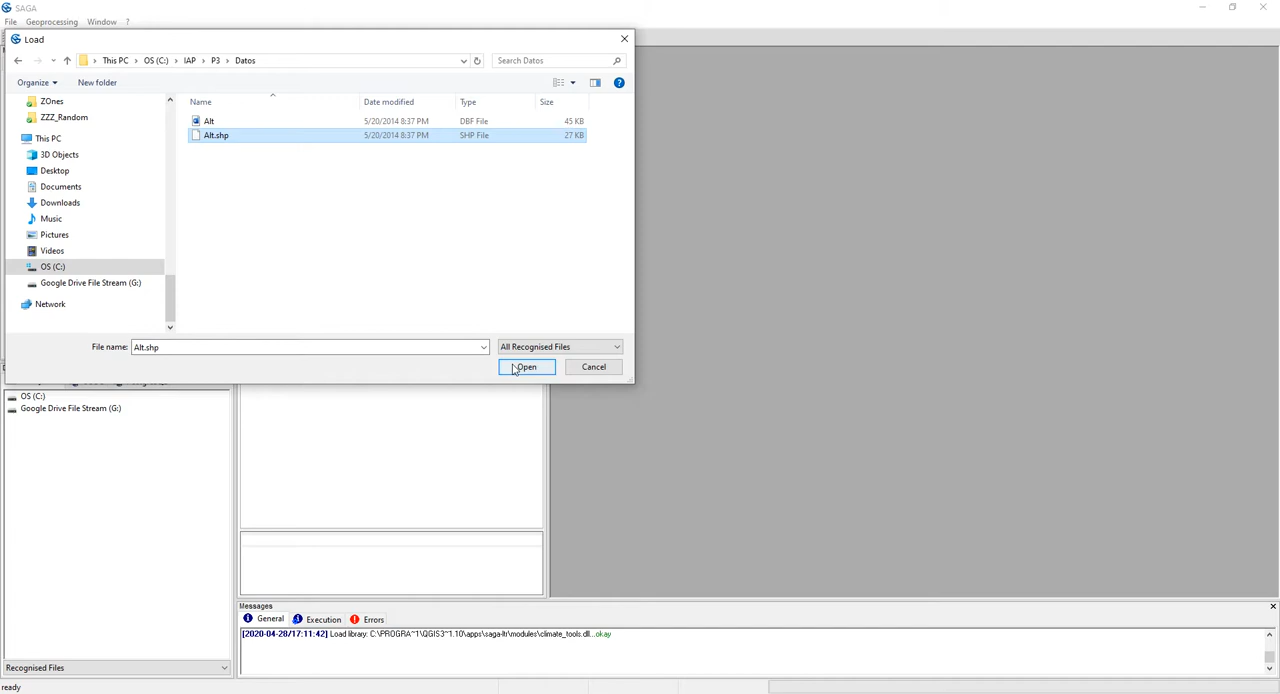 SAGA
File Geoprocessing Window ?
Load
This PC > OS (C:) > IAP > P3 > Datos
Search Datos
Organize New folder
Name Date modified Type Size
ZOnes
ZZZ_Random
This PC
3D Objects
Desktop
Documents
Downloads
Music
Pictures
Videos
OS (C:)
Google Drive File Stream (G:)
Network
Alt 5/20/2014 8:37 PM DBF File 45 KB
Alt.shp 5/20/2014 8:37 PM SHP File 27 KB
File name: Alt.shp All Recognised Files
Open Cancel
OS (C:)
Google Drive File Stream (G:)
Messages
General Execution Errors
[2020-04-28/17:11:42] Load library: C:\PROGRA~1\QGIS3~1.10\apps\saga-ltr\modules\climate_tools.dll...okay
Recognised Files
ready